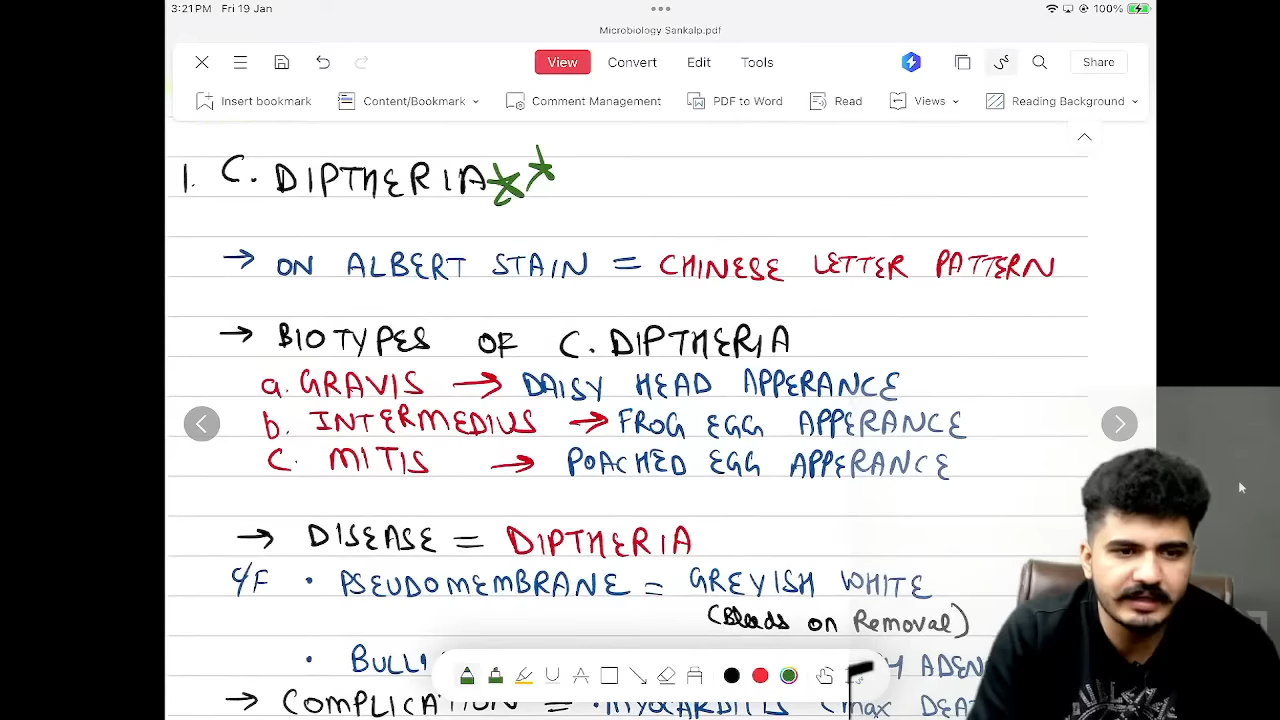 3:21PM Fri 19 Jan
100%
Microbiology Sankalp.pdf
View Convert Edit Tools
Share
Insert bookmark Content/Bookmark Comment Management PDF to Word Read Views Reading Background
1. C. DIPTHERIA
→ ON ALBERT STAIN = CHINESE LETTER PATTERN
→ BIOTYPES OF C. DIPTHERIA
a. GRAVIS → DAISY HEAD APPERANCE
b. INTERMEDIUS → FROG EGG APPERANCE
C. MITIS → POACHED EGG APPERANCE
→ DISEASE = DIPTHERIA
C/F • PSEUDOMEMBRANE = GREYISH WHITE
(Bleeds on Removal)
• BULL
→ COMPLICATION = • MYOCARDITIS (max